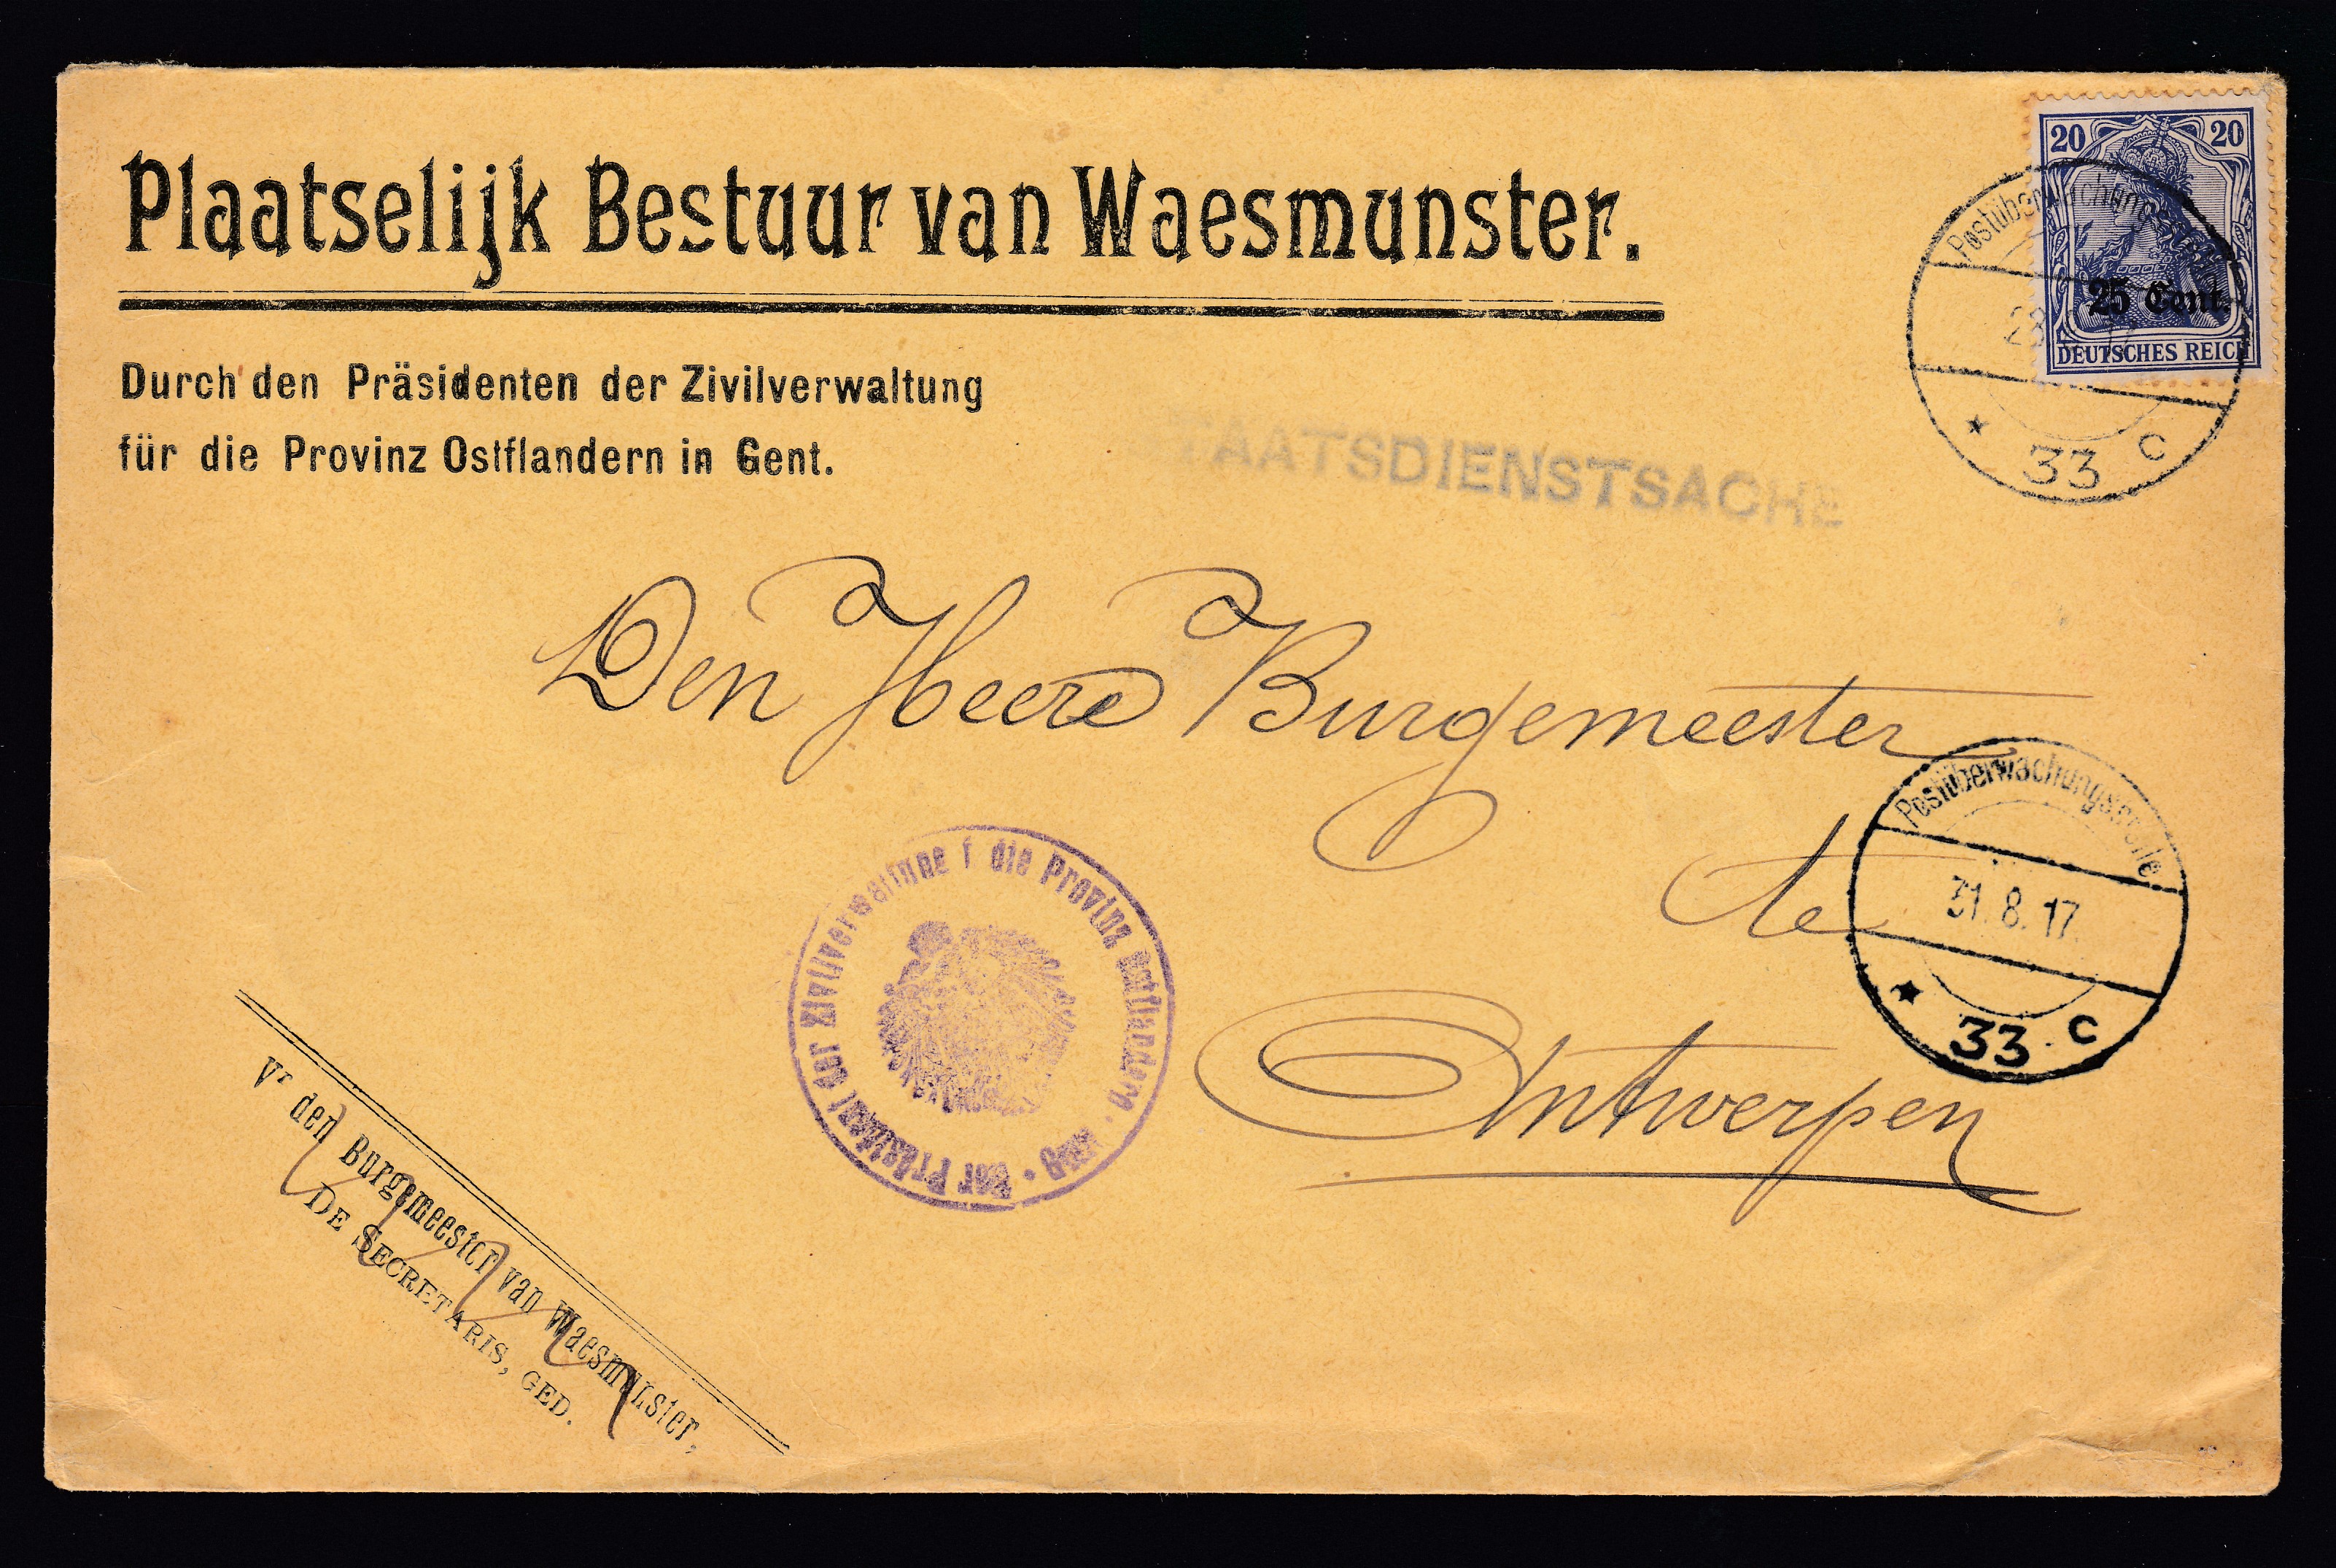 Plaatselijk Bestuur van Waesmunster.
Durch den Präsidenten der Zivilverwaltung
für die Provinz Ostflandern in Gent.
20 20
25 Cent.
DEUTSCHES REICH
Postüberwachungsstelle
33 c
STAATSDIENSTSACHE
Den Heere Burgemeester
te
Antwerpen
Postüberwachungsstelle
31.8.17
33 c
Der Präsident der Zivilverwaltung f die Provinz Ostflandern
Vr den Burgemeester van Waesmunster,
DE SECRETARIS, GED.